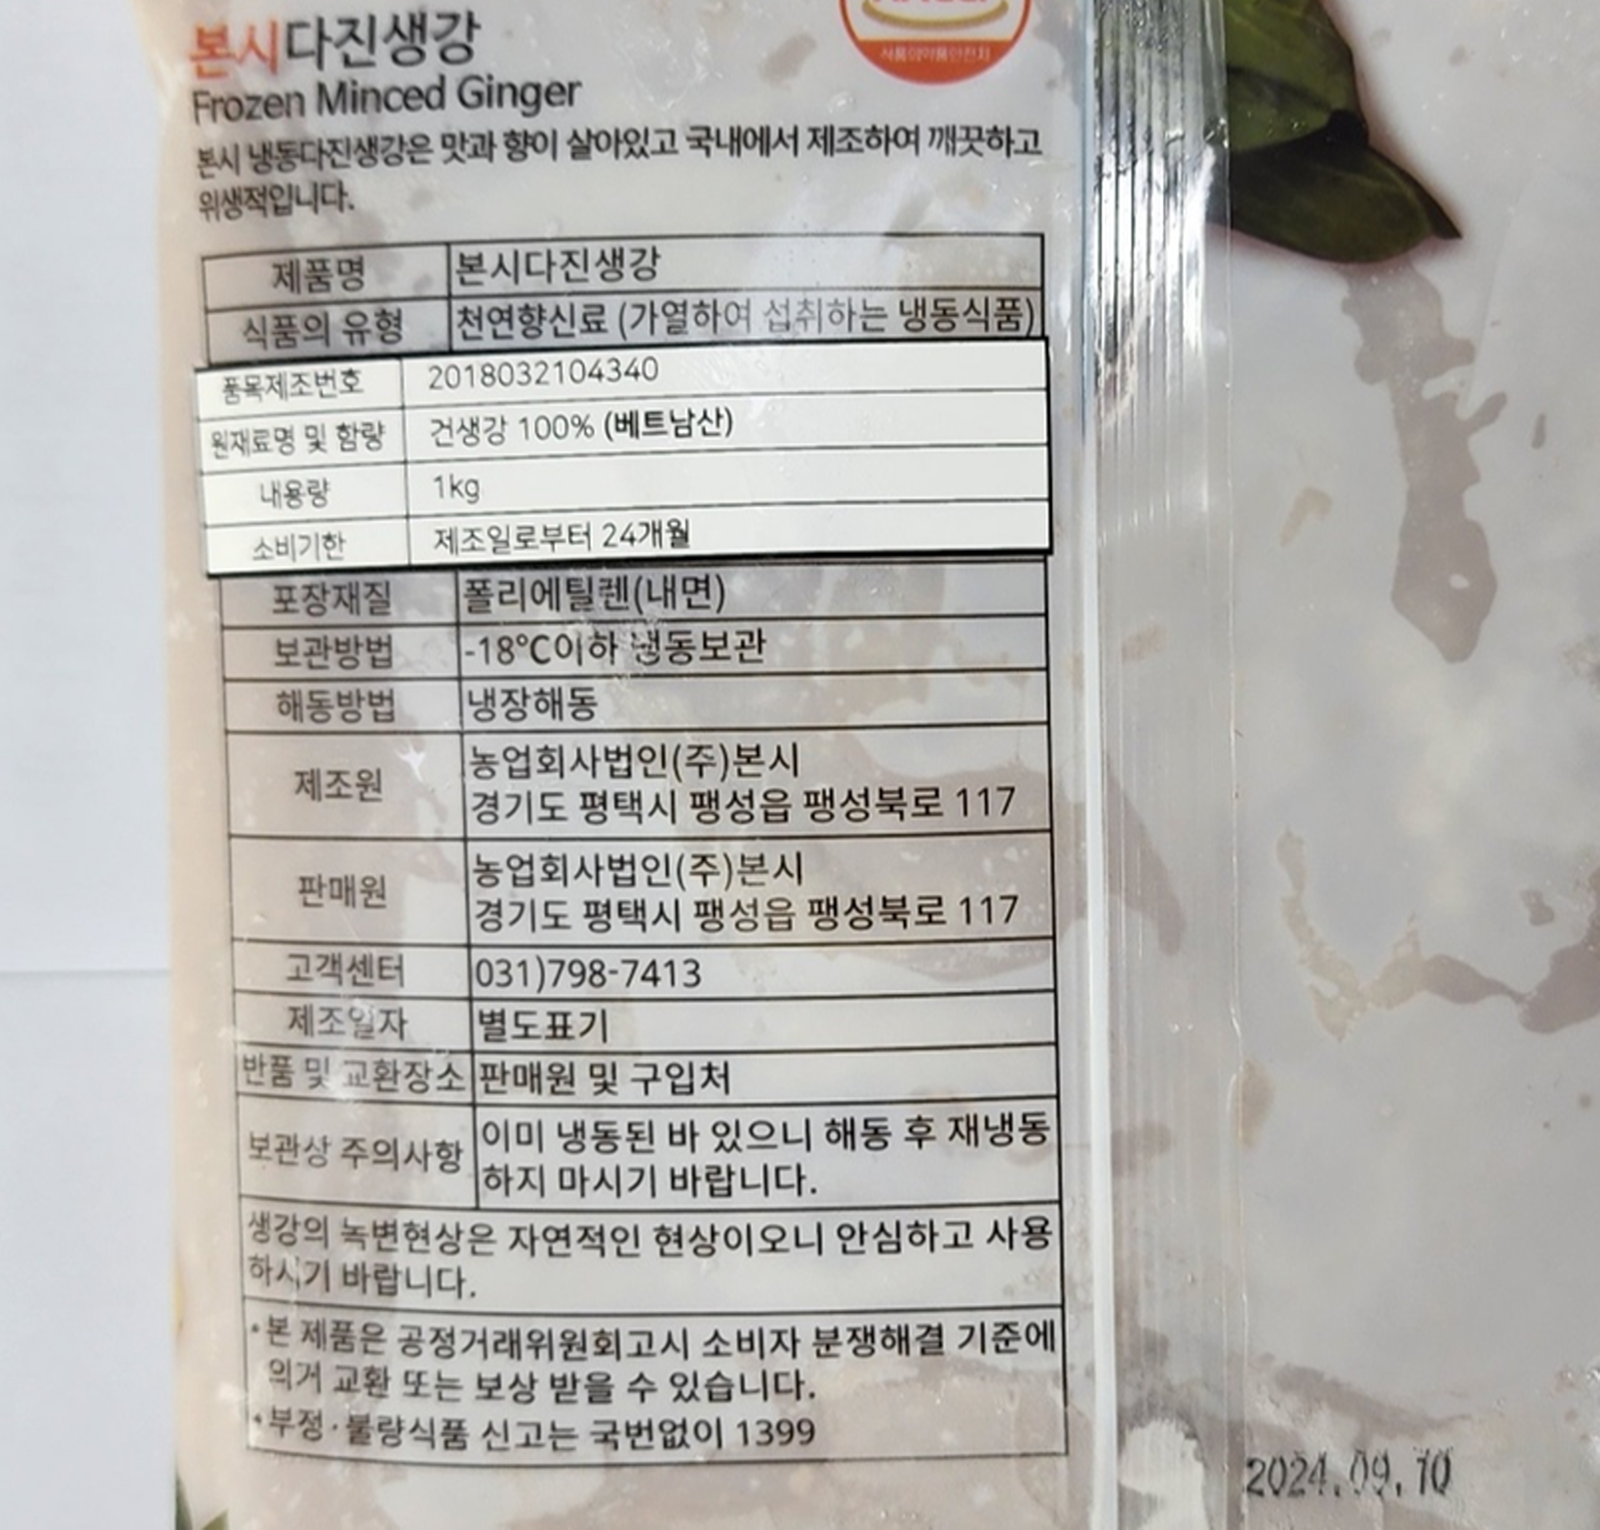 본시다진생강
Frozen Minced Ginger
본시 냉동다진생강은 맛과 향이 살아있고 국내에서 제조하여 깨끗하고
위생적입니다.
식품의약품안전처
제품명 본시다진생강
식품의 유형 천연향신료 (가열하여 섭취하는 냉동식품)
품목제조번호 2018032104340
원재료명 및 함량 건생강 100% (베트남산)
내용량 1kg
소비기한 제조일로부터 24개월
포장재질 폴리에틸렌(내면)
보관방법 -18℃이하 냉동보관
해동방법 냉장해동
제조원 농업회사법인(주)본시
경기도 평택시 팽성읍 팽성북로 117
판매원 농업회사법인(주)본시
경기도 평택시 팽성읍 팽성북로 117
고객센터 031)798-7413
제조일자 별도표기
반품 및 교환장소 판매원 및 구입처
보관상 주의사항 이미 냉동된 바 있으니 해동 후 재냉동
하지 마시기 바랍니다.
생강의 녹변현상은 자연적인 현상이오니 안심하고 사용
하시기 바랍니다.
• 본 제품은 공정거래위원회고시 소비자 분쟁해결 기준에
의거 교환 또는 보상 받을 수 있습니다.
• 부정·불량식품 신고는 국번없이 1399
2024.09.10